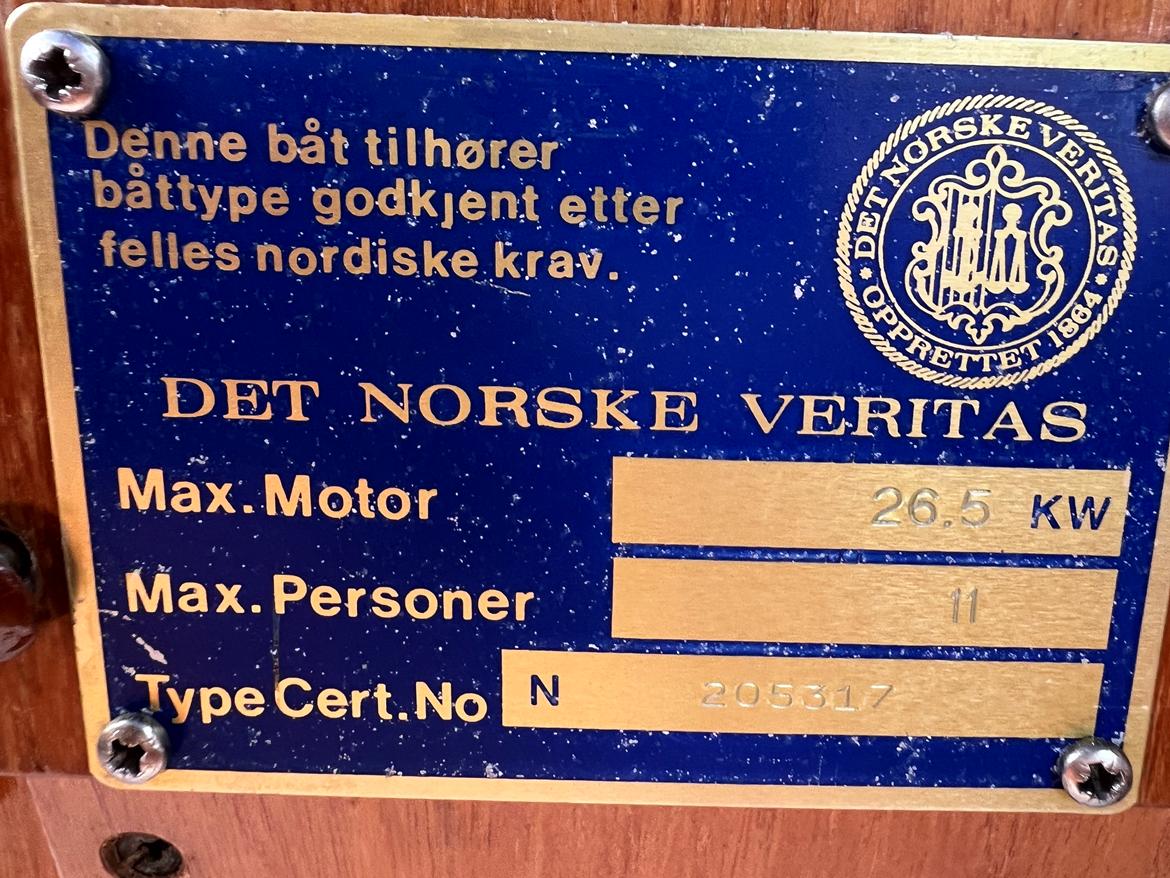 Denne båt tilhører
båttype godkjent etter
felles nordiske krav.
DET NORSKE VERITAS
OPPRETTET 1864
DET NORSKE VERITAS
Max. Motor 26.5 KW
Max. Personer 11
Type Cert. No N 205317